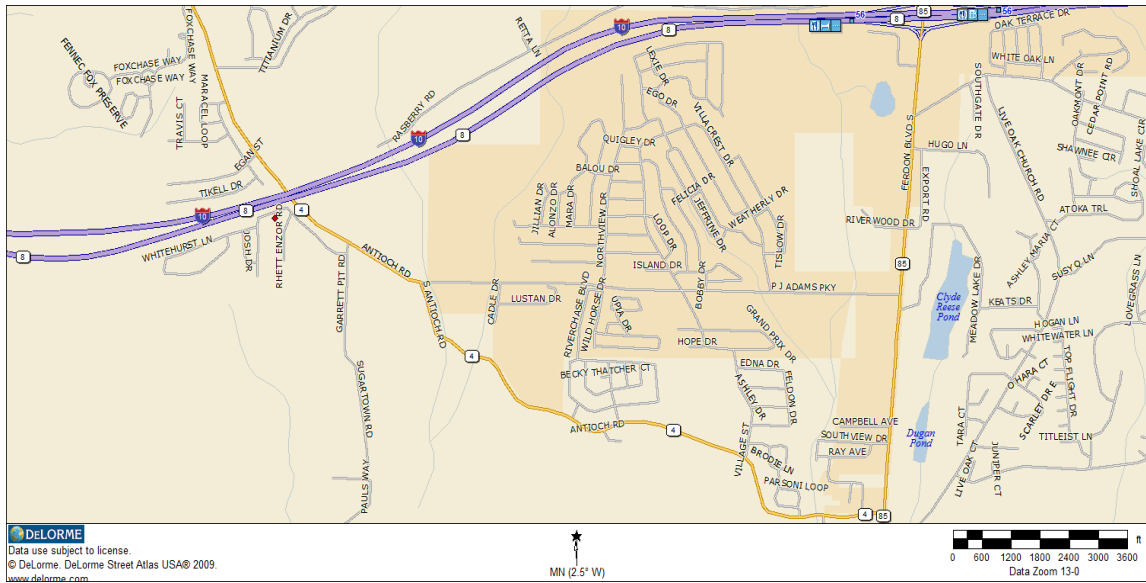 56
85
8
56
OAK TERRACE DR
10
8
RETTA LN
TITANIUM DR
FOXCHASE WAY
FOXCHASE WAY
FOXCHASE WAY
FENNEC FOX PRESERVE
MARACEL LOOP
TRAVIS CT
WHITE OAK LN
LEXIE DR
EGO DR
VILLACREST DR
SOUTHGATE DR
OAKMONT DR
CEDAR POINT RD
RASBERRY RD
10
8
LIVE OAK CHURCH RD
EGAN ST
QUIGLEY DR
HUGO LN
SHAWNEE CIR
SHOAL LAKE CIR
BALOU DR
FERDON BLVD S
EXPORT RD
TIKELL DR
JILLIAN DR
ALONZO DR
MARA DR
FELICIA DR
JEFFRINE DR
WEATHERLY DR
ATOKA TRL
10
8
4
NORTHVIEW DR
LOOP DR
TISLOW DR
RIVERWOOD DR
WHITEHURST LN
JOSH DR
RHETT ENZOR RD
ANTIOCH RD
8
GARRETT PIT RD
S ANTIOCH RD
CADLE DR
ISLAND DR
BOBBY DR
85
ASHLEY MARIA CT
SUSY Q LN
LOVEGRASS LN
MEADOW LAKE DR
P J ADAMS PKY
LUSTAN DR
RIVERCHASE BLVD
WILD HORSE DR
UPIA DR
GRAND PRIX DR
Clyde
Reese
Pond
KEATS DR
HOGAN LN
WHITEWATER LN
HOPE DR
4
EDNA DR
SUGARTOWN RD
BECKY THATCHER CT
ASHLEY DR
FELDON DR
O HARA CT
TOP FLIGHT DR
SCARLET DR E
ANTIOCH RD
4
CAMPBELL AVE
SOUTHVIEW DR
RAY AVE
Dugan
Pond
TARA CT
TITLEIST LN
VILLAGE ST
BRODIE LN
PARSONI LOOP
LIVE OAK CT
JUNIPER CT
PAULS WAY
4
85
DELORME
Data use subject to license.
© DeLorme. DeLorme Street Atlas USA® 2009.
www.delorme.com
MN (2.5° W)
ft
0 600 1200 1800 2400 3000 3600
Data Zoom 13-0